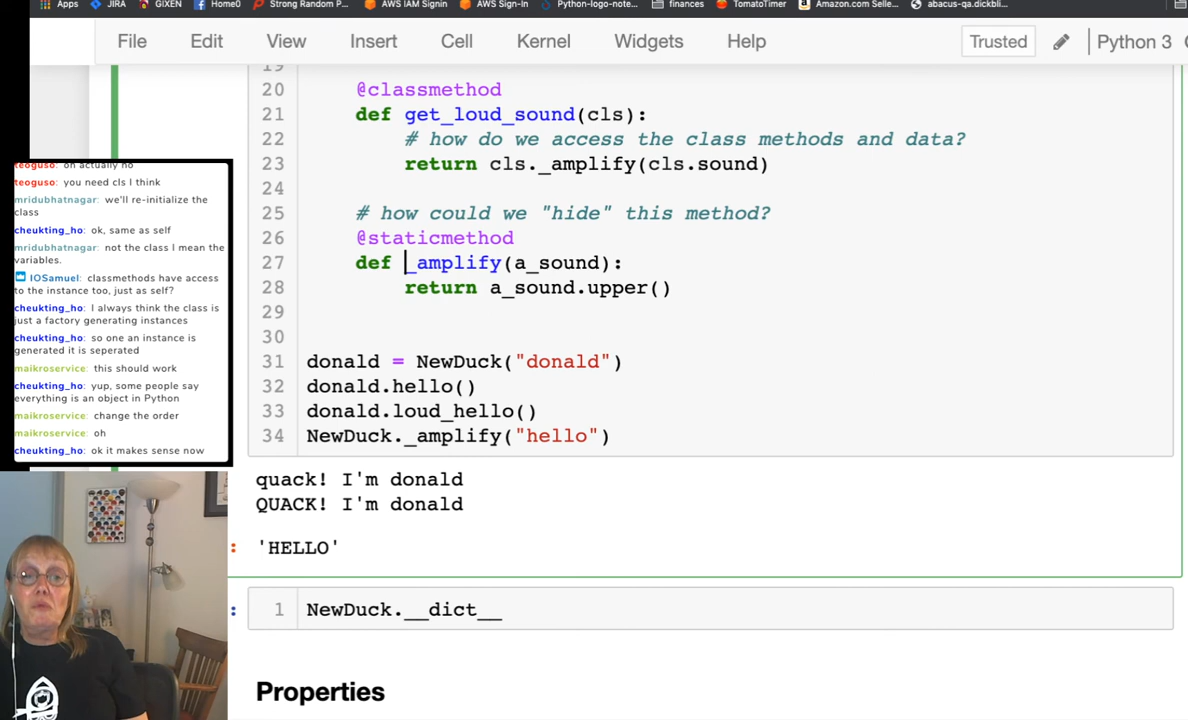 Apps JIRA GIXEN Home0 Strong Random P... AWS IAM Signin AWS Sign-In Python-logo-note... finances TomatoTimer Amazon.com Selle... abacus-qa.dickbli...
File Edit View Insert Cell Kernel Widgets Help Trusted Python 3
19
20 @classmethod
21 def get_loud_sound(cls):
22 # how do we access the class methods and data?
23 return cls._amplify(cls.sound)
24
25 # how could we "hide" this method?
26 @staticmethod
27 def _amplify(a_sound):
28 return a_sound.upper()
29
30
31 donald = NewDuck("donald")
32 donald.hello()
33 donald.loud_hello()
34 NewDuck._amplify("hello")
quack! I'm donald
QUACK! I'm donald
: 'HELLO'
: 1 NewDuck.__dict__
Properties
teoguso: oh actually no
teoguso: you need cls I think
mridubhatnagar: we'll re-initialize the
class
cheukting_ho: ok, same as self
mridubhatnagar: not the class I mean the
variables.
IOSamuel: classmethods have access
to the instance too, just as self?
cheukting_ho: I always think the class is
just a factory generating instances
cheukting_ho: so one an instance is
generated it is seperated
maikroservice: this should work
cheukting_ho: yup, some people say
everything is an object in Python
maikroservice: change the order
maikroservice: oh
cheukting_ho: ok it makes sense now